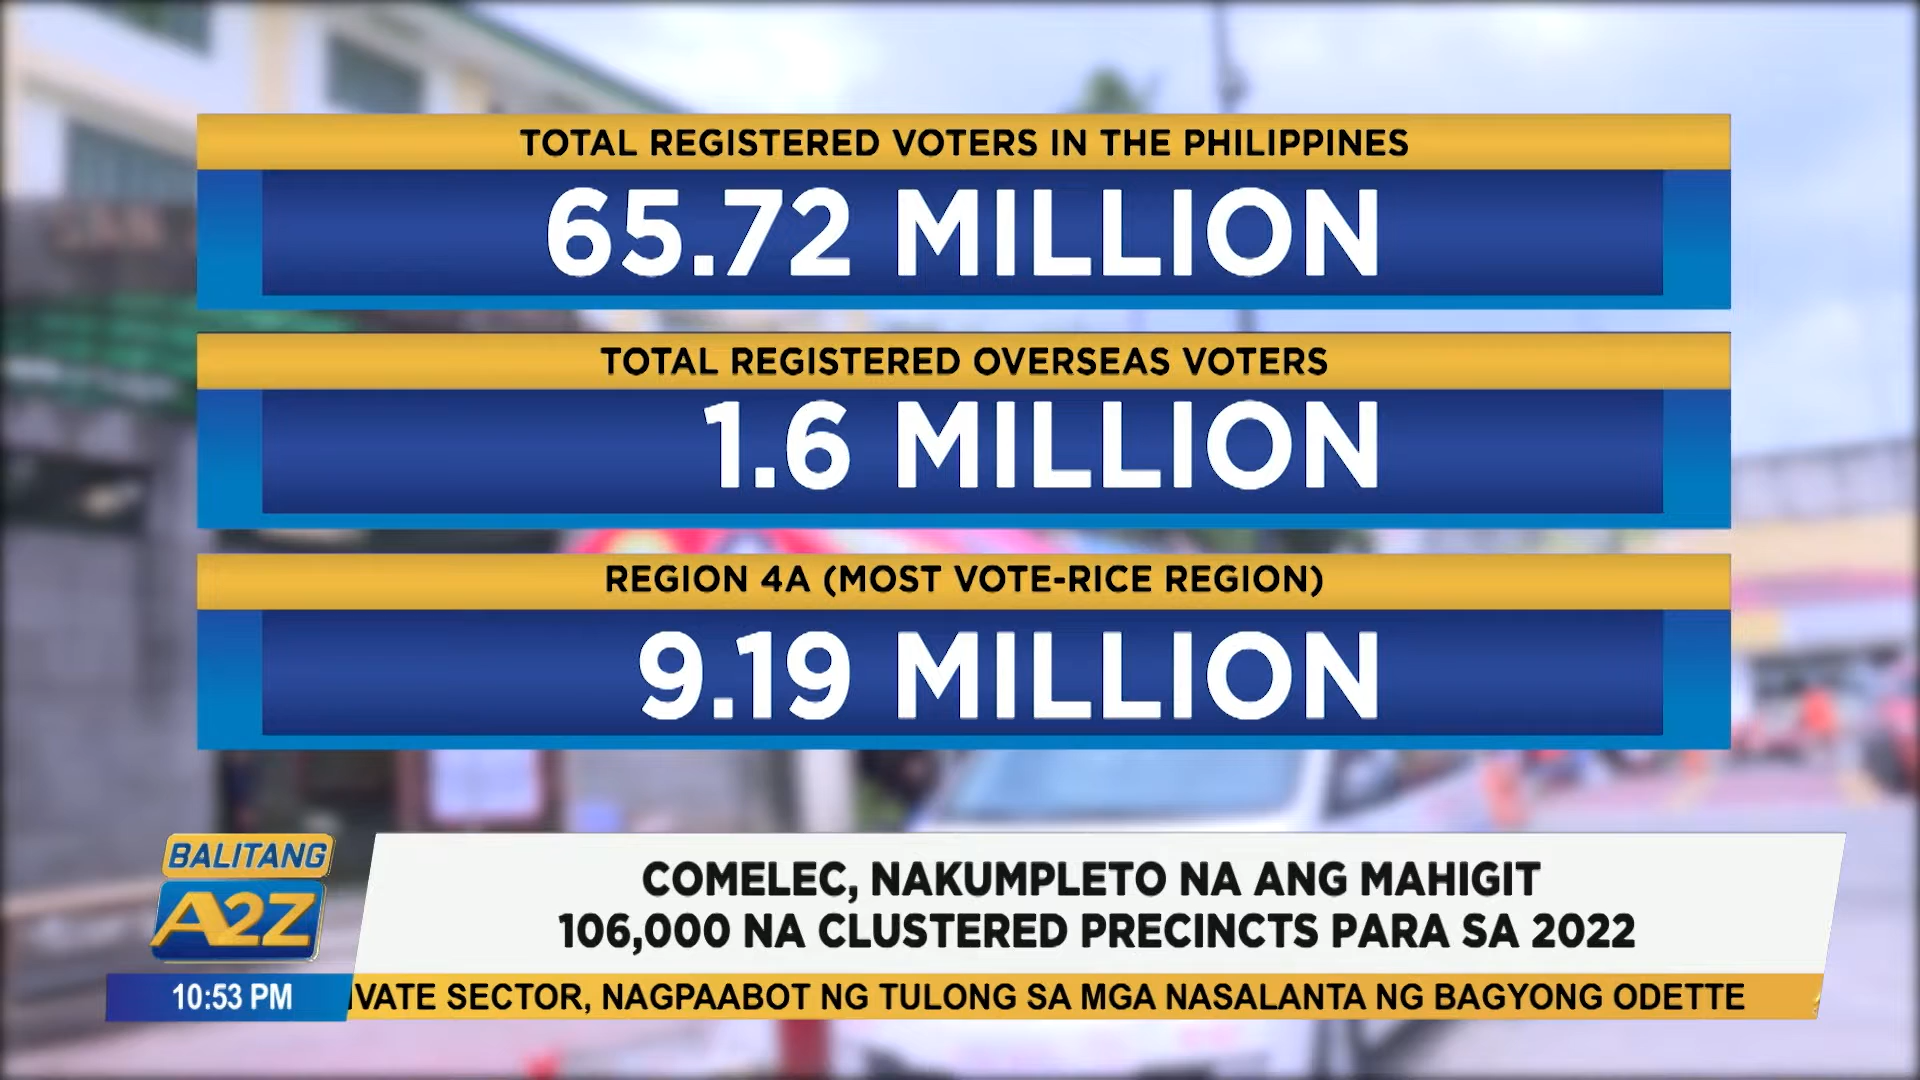 TOTAL REGISTERED VOTERS IN THE PHILIPPINES
65.72 MILLION
TOTAL REGISTERED OVERSEAS VOTERS
1.6 MILLION
REGION 4A (MOST VOTE-RICE REGION)
9.19 MILLION
BALITANG
A2Z
COMELEC, NAKUMPLETO NA ANG MAHIGIT
106,000 NA CLUSTERED PRECINCTS PARA SA 2022
10:53 PM
IVATE SECTOR, NAGPAABOT NG TULONG SA MGA NASALANTA NG BAGYONG ODETTE